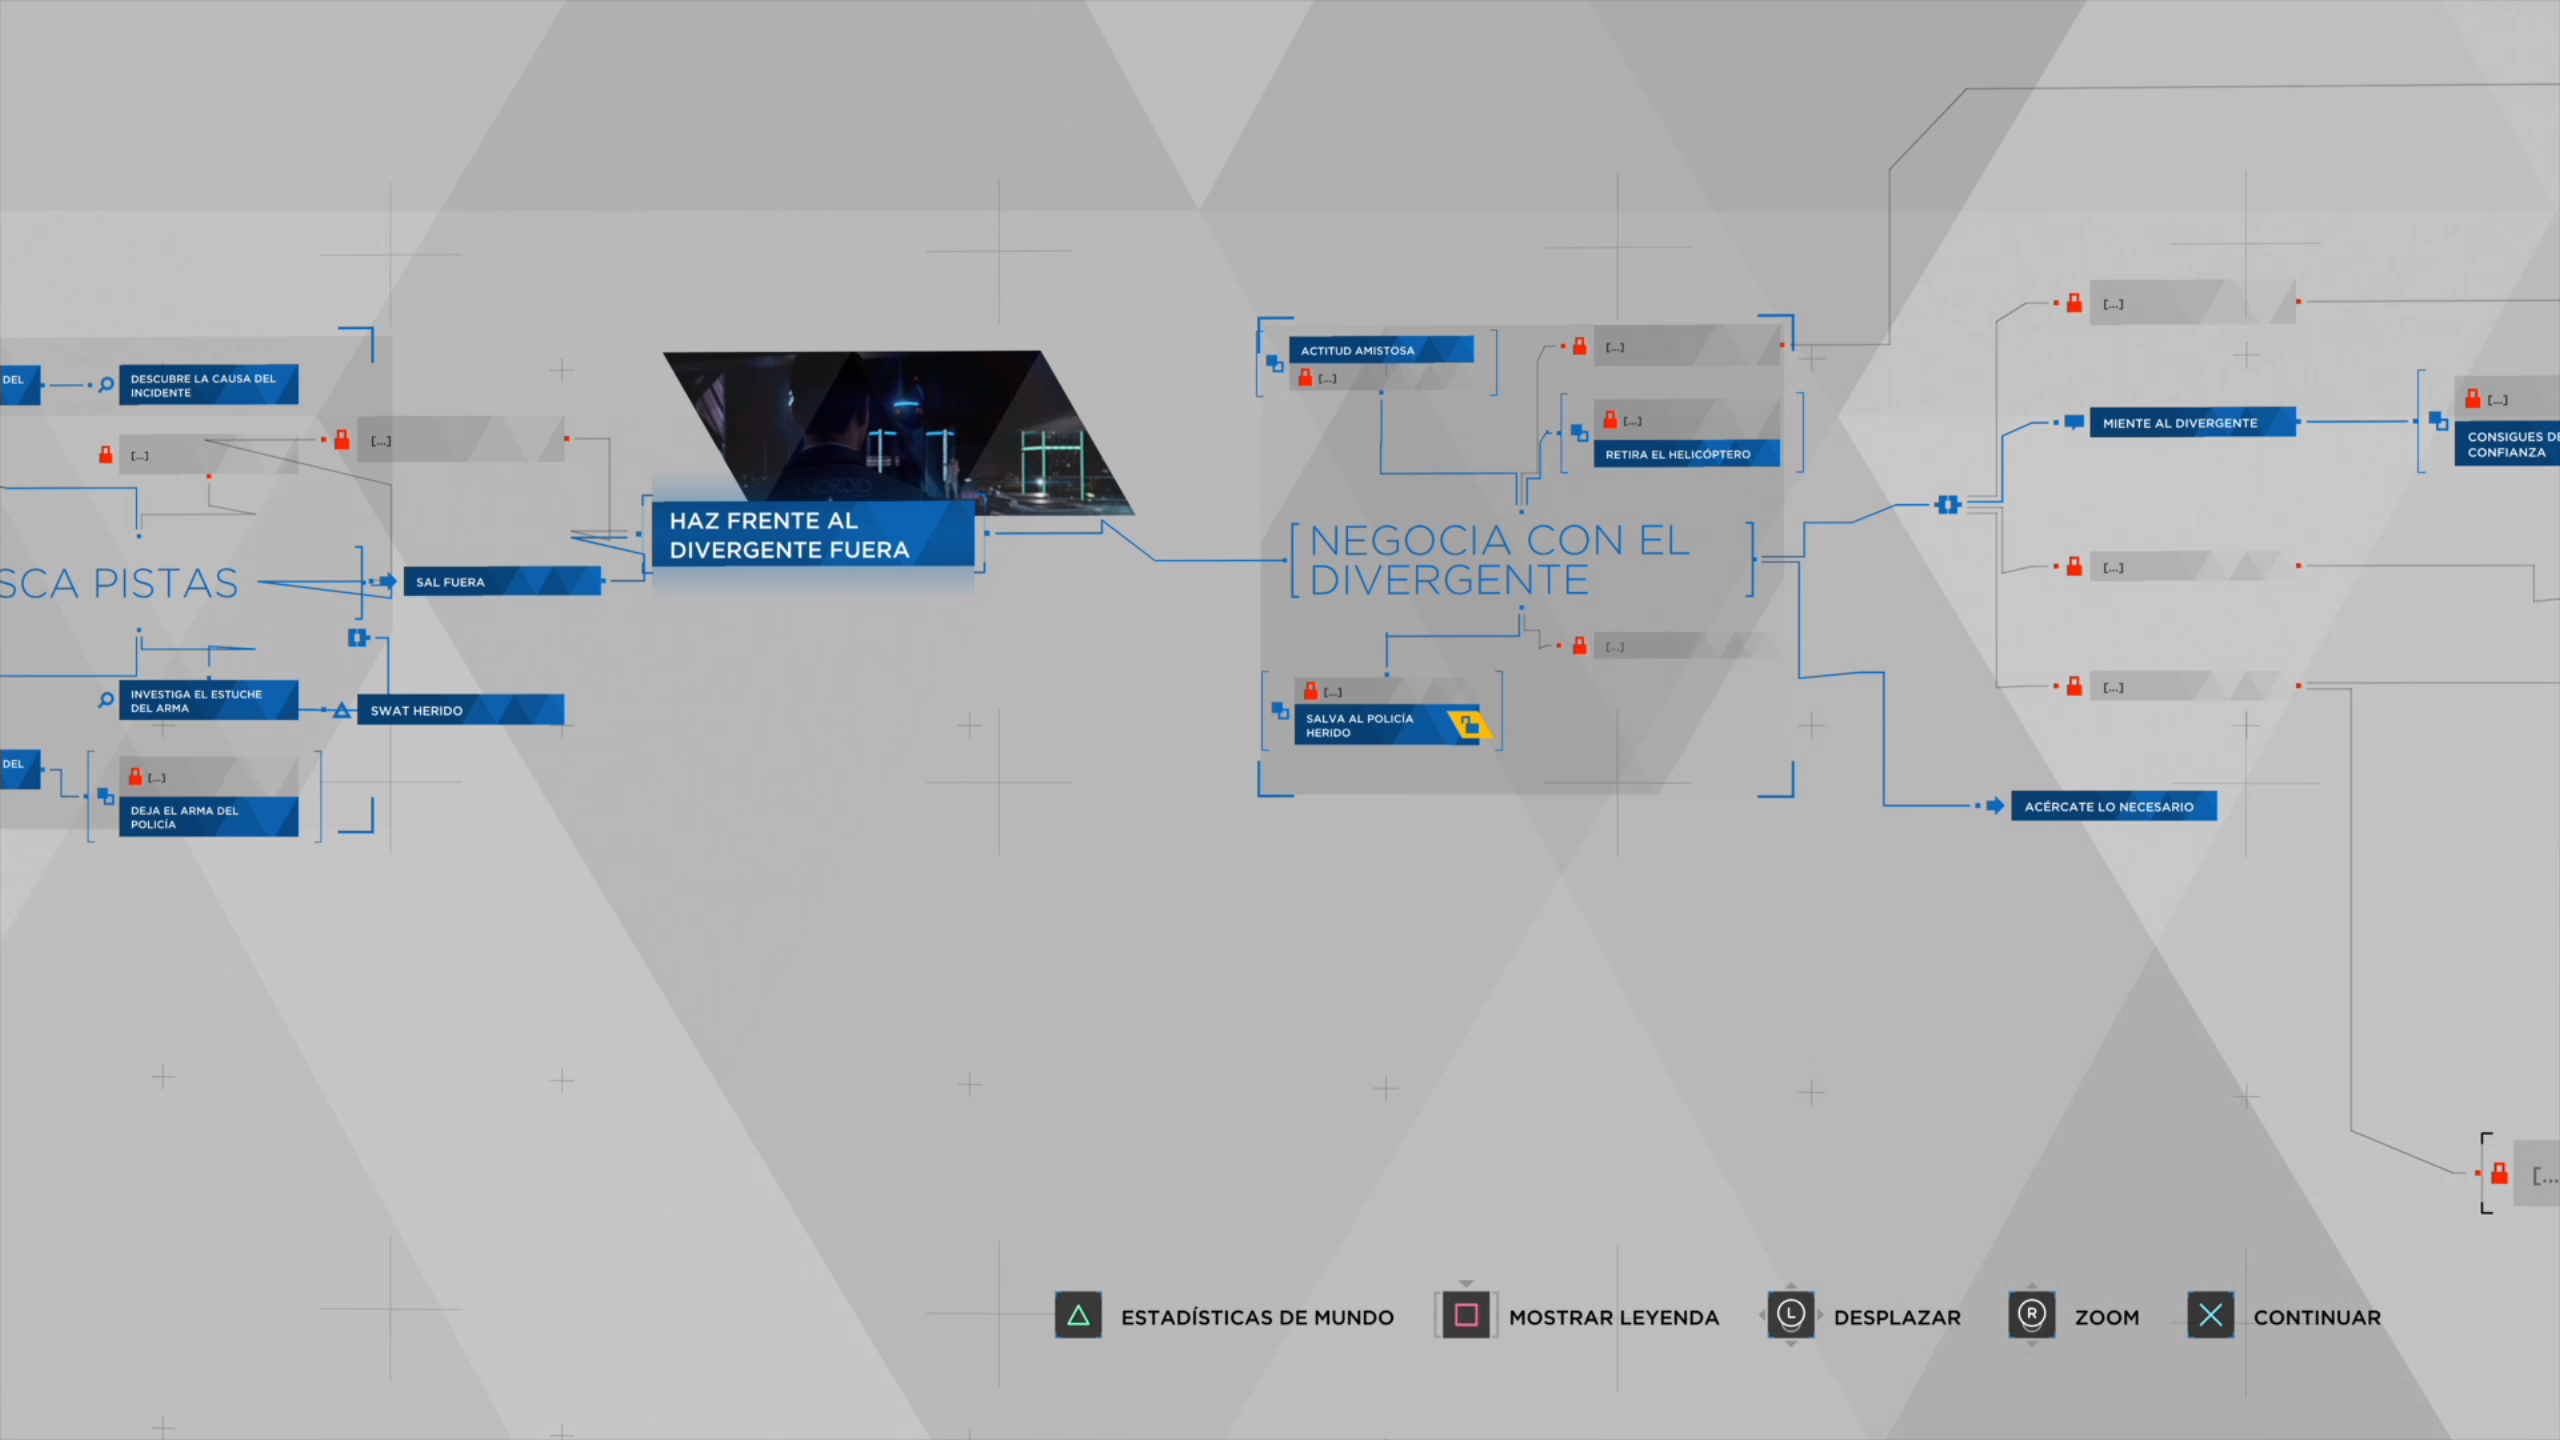 DEL
DESCUBRE LA CAUSA DEL
INCIDENTE
[...]
[...]
SCA PISTAS
SAL FUERA
INVESTIGA EL ESTUCHE
DEL ARMA
SWAT HERIDO
DEL
[...]
DEJA EL ARMA DEL
POLICÍA
HAZ FRENTE AL
DIVERGENTE FUERA
ACTITUD AMISTOSA
[...]
[...]
[...]
RETIRA EL HELICÓPTERO
NEGOCIA CON EL
DIVERGENTE
[...]
[...]
SALVA AL POLICÍA
HERIDO
[...]
MIENTE AL DIVERGENTE
[...]
CONSIGUES DE
CONFIANZA
[...]
[...]
ACÉRCATE LO NECESARIO
[...
ESTADÍSTICAS DE MUNDO
MOSTRAR LEYENDA
L
DESPLAZAR
R
ZOOM
CONTINUAR